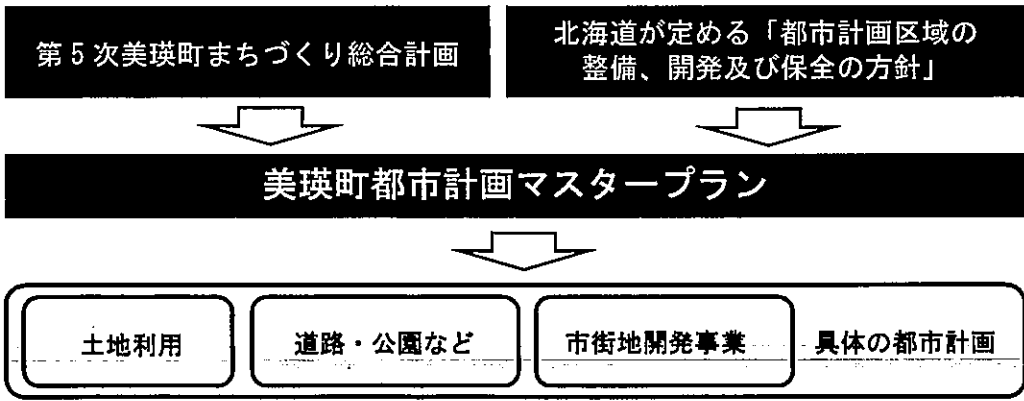 第5次美瑛町まちづくり総合計画
北海道が定める「都市計画区域の
整備、開発及び保全の方針」
美瑛町都市計画マスタープラン
土地利用
道路・公園など
市街地開発事業
具体の都市計画